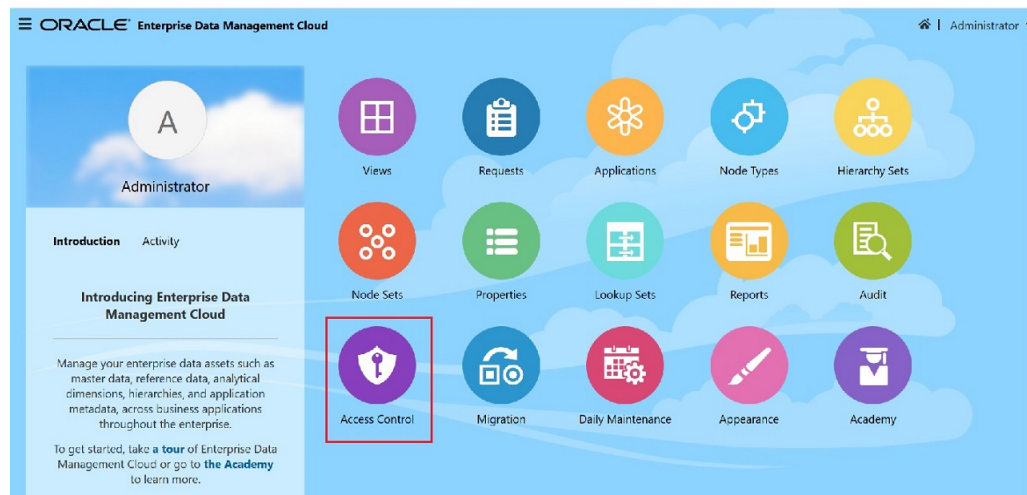 ORACLE Enterprise Data Management Cloud
Administrator
A
Administrator
Introduction Activity
Introducing Enterprise Data
Management Cloud
Manage your enterprise data assets such as
master data, reference data, analytical
dimensions, hierarchies, and application
metadata, across business applications
throughout the enterprise.
To get started, take a tour of Enterprise Data
Management Cloud or go to the Academy
to learn more.
Views Requests Applications Node Types Hierarchy Sets
Node Sets Properties Lookup Sets Reports Audit
Access Control Migration Daily Maintenance Appearance Academy